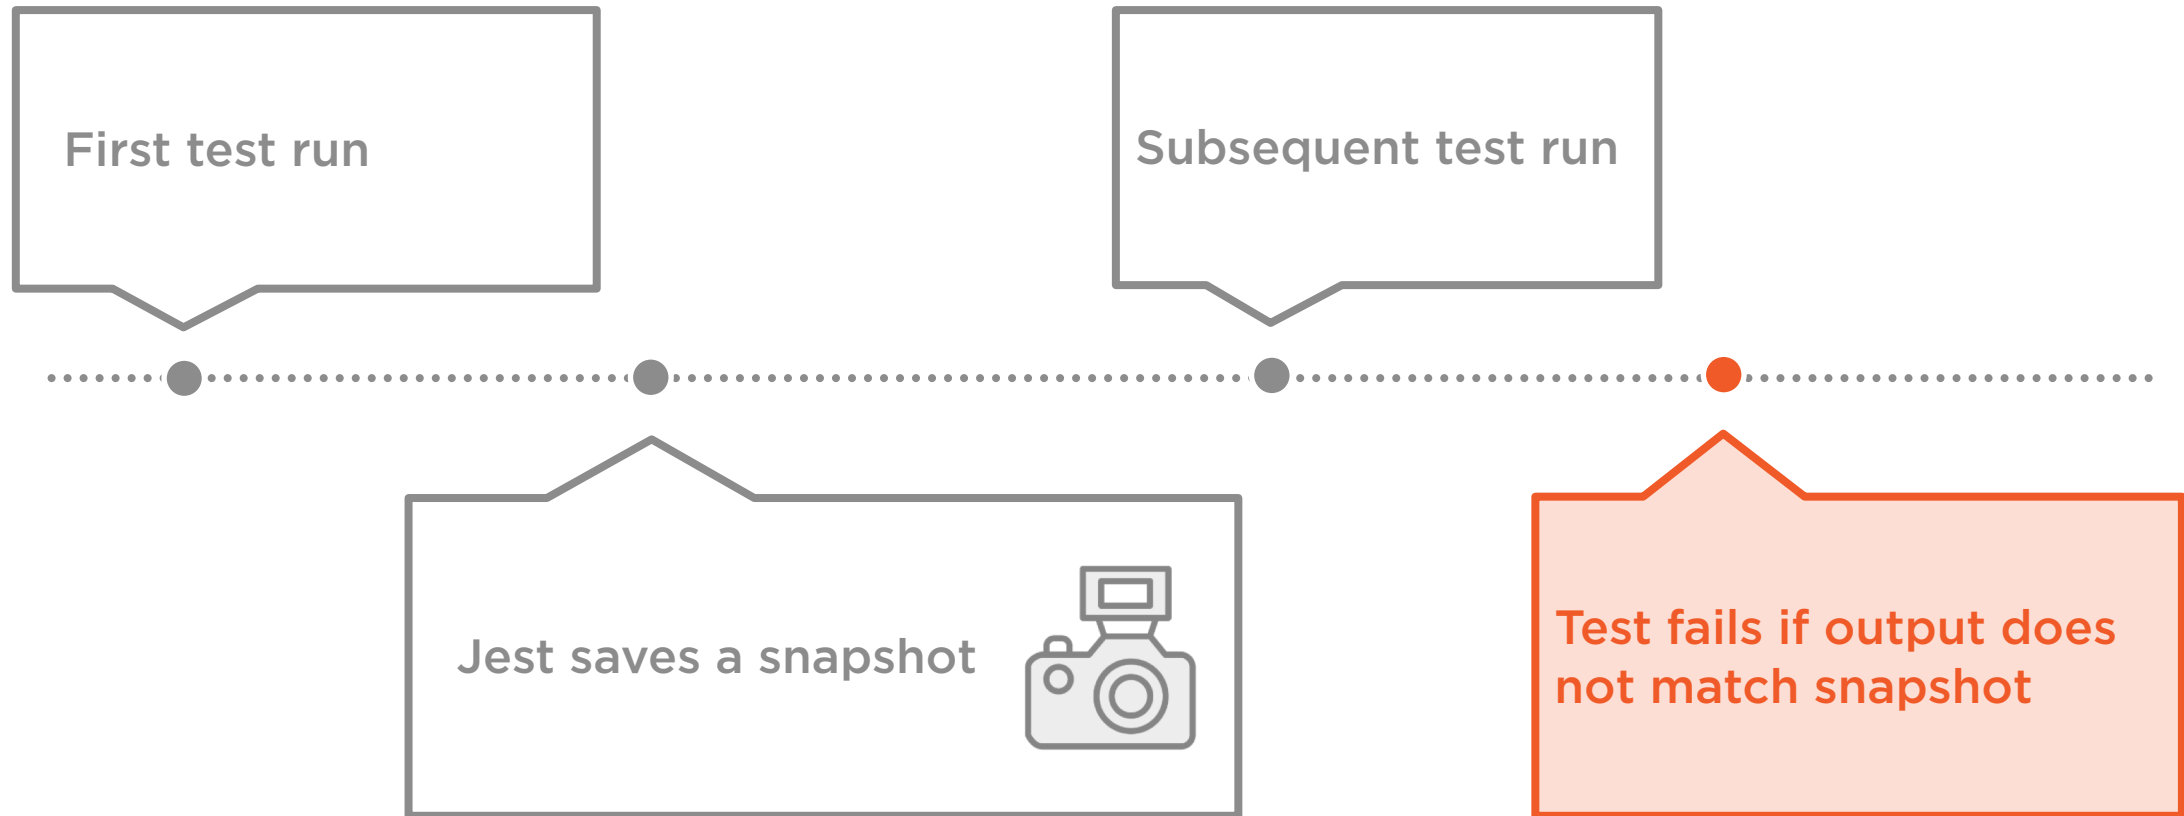 First test run
Subsequent test run
Jest saves a snapshot
Test fails if output does
not match snapshot